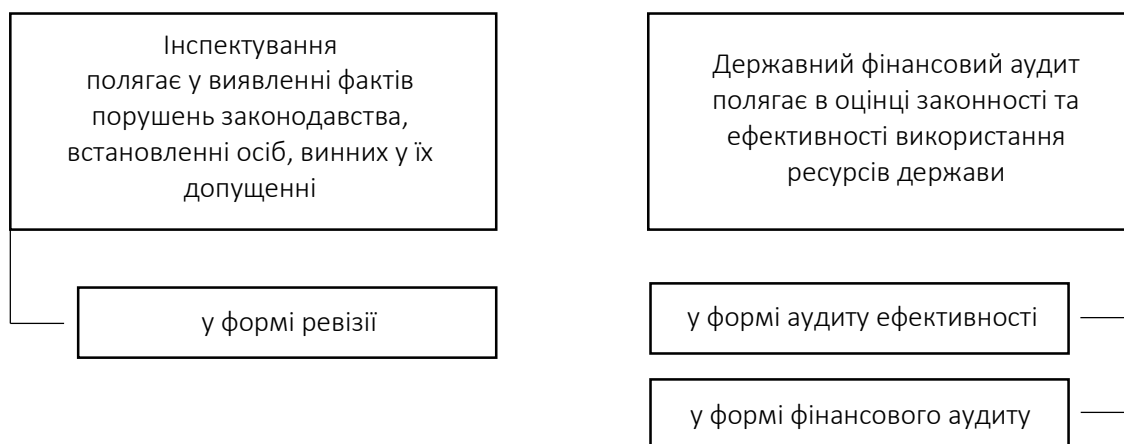 Інспектування
полягає у виявленні фактів
порушень законодавства,
встановленні осіб, винних у їх
допущенні
у формі ревізії
Державний фінансовий аудит
полягає в оцінці законності та
ефективності використання
ресурсів держави
у формі аудиту ефективності
у формі фінансового аудиту